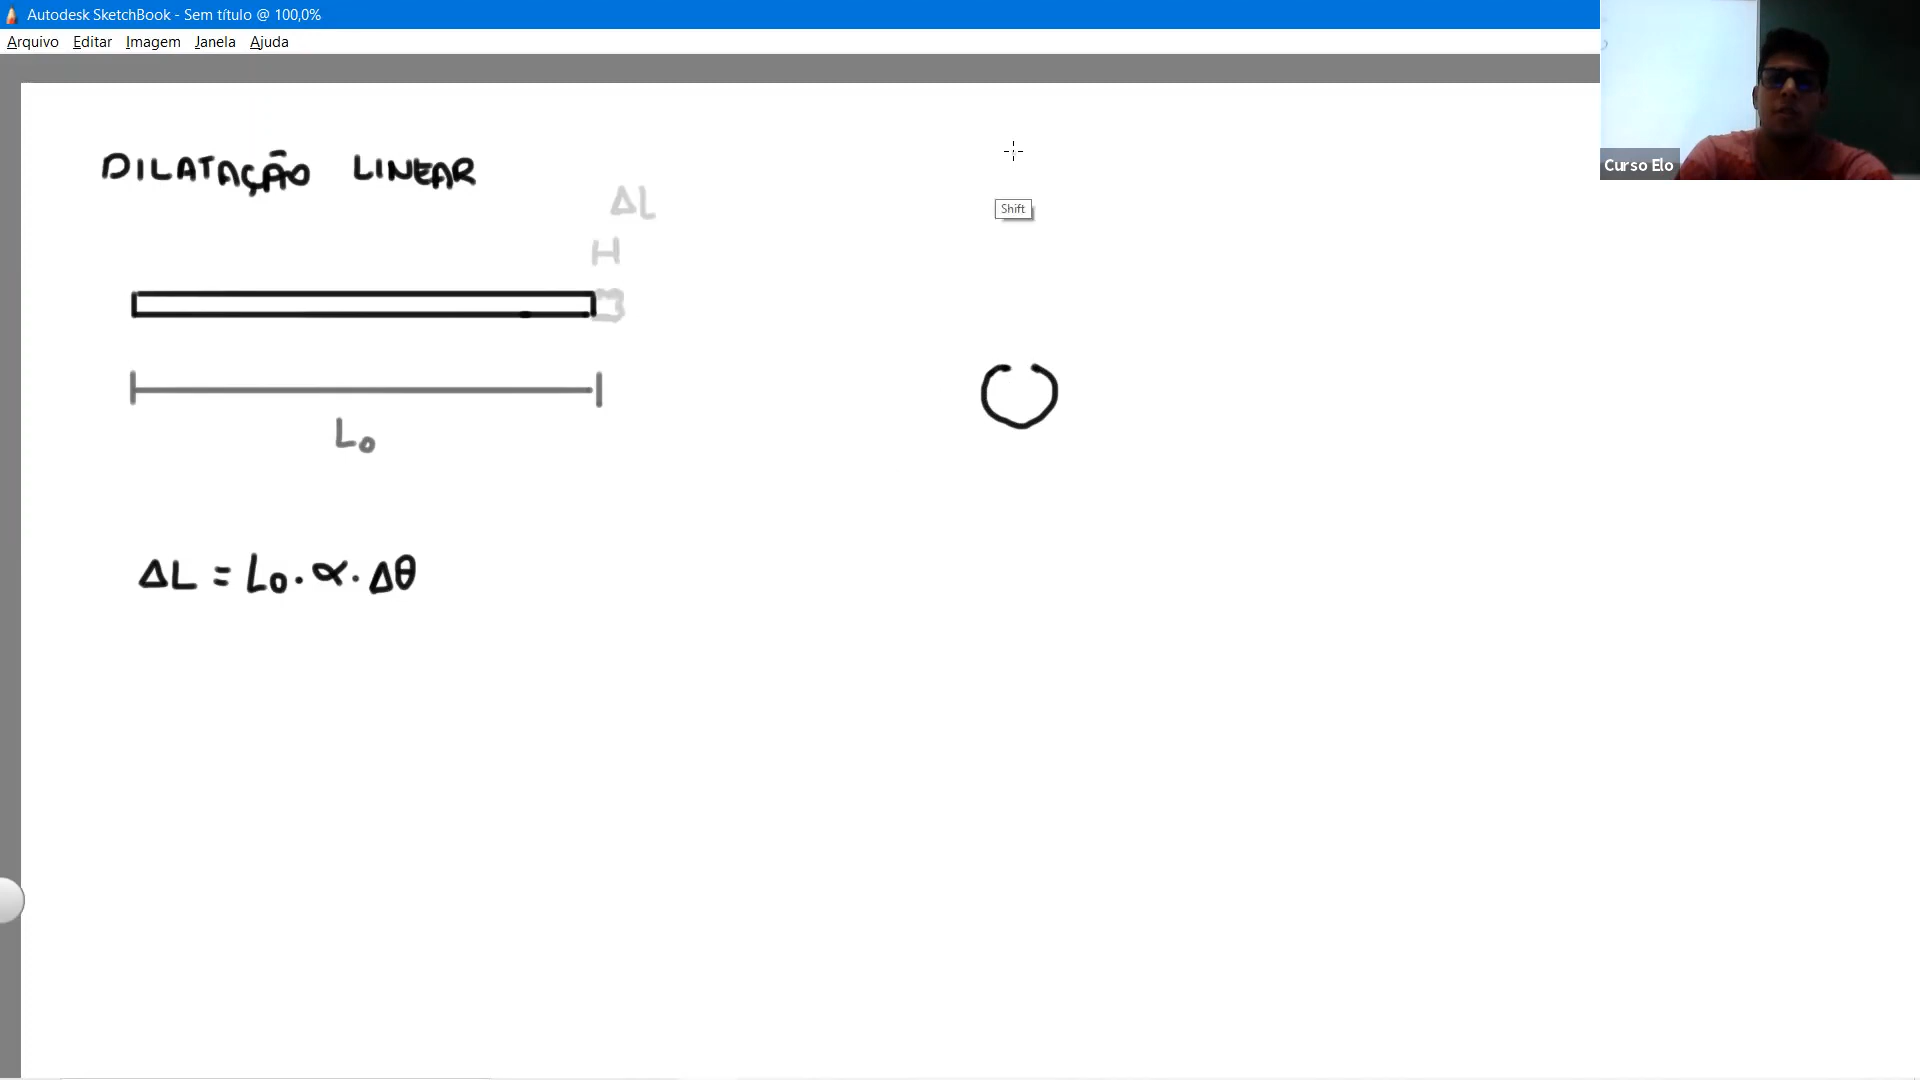 Autodesk SketchBook - Sem título @ 100,0%
Arquivo Editar Imagem Janela Ajuda
Curso Elo
DILATAÇÃO LINEAR
ΔL
Shift
L₀
ΔL = L₀ . α . Δθ